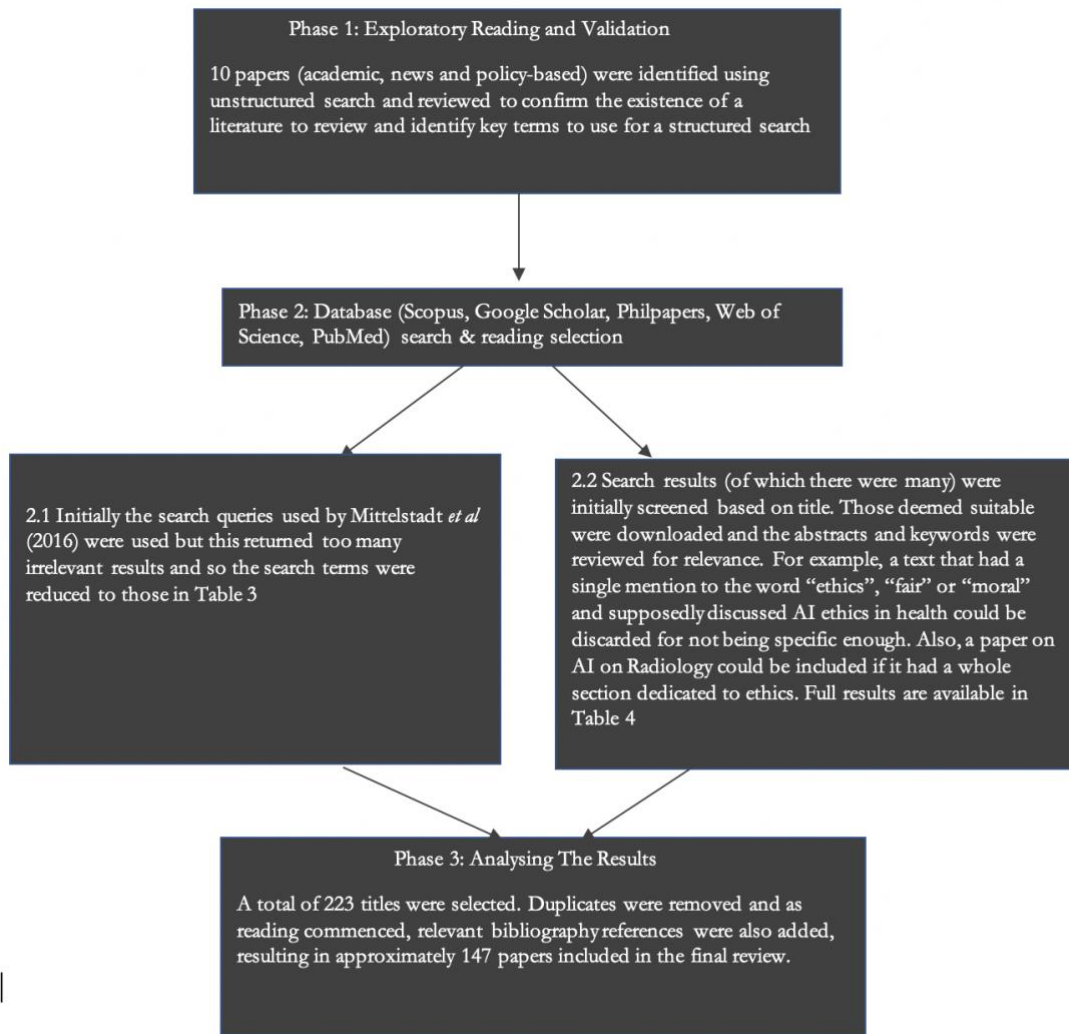 Phase 1: Exploratory Reading and Validation
10 papers (academic, news and policy-based) were identified using
unstructured search and reviewed to confirm the existence of a
literature to review and identify key terms to use for a structured search
Phase 2: Database (Scopus, Google Scholar, Philpapers, Web of
Science, PubMed) search & reading selection
2.1 Initially the search queries used by Mittelstadt et al
(2016) were used but this returned too many
irrelevant results and so the search terms were
reduced to those in Table 3
2.2 Search results (of which there were many) were
initially screened based on title. Those deemed suitable
were downloaded and the abstracts and keywords were
reviewed for relevance. For example, a text that had a
single mention to the word “ethics”, “fair” or “moral”
and supposedly discussed AI ethics in health could be
discarded for not being specific enough. Also, a paper on
AI on Radiology could be included if it had a whole
section dedicated to ethics. Full results are available in
Table 4
Phase 3: Analysing The Results
A total of 223 titles were selected. Duplicates were removed and as
reading commenced, relevant bibliography references were also added,
resulting in approximately 147 papers included in the final review.